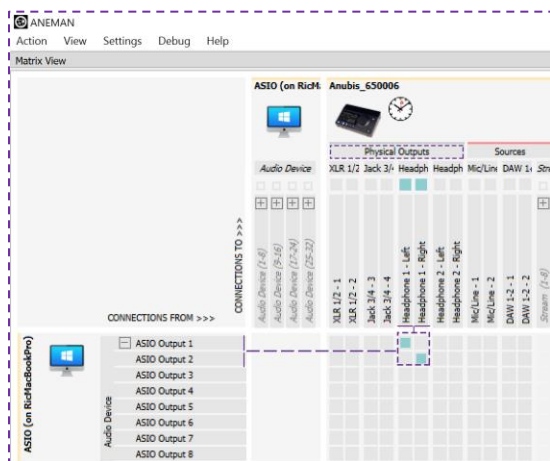 ANEMAN
Action View Settings Debug Help
Matrix View
ASIO (on RicM Anubis_650006
Physical Outputs Sources
Audio Device XLR 1/2 Jack 3/4 Headph Headph Mic/Line DAW 1 Str
CONNECTIONS TO >>>
Audio Device (1-8)
Audio Device (9-16)
Audio Device (17-24)
Audio Device (25-32)
XLR 1/2 - 1
XLR 1/2 - 2
Jack 3/4 - 3
Jack 3/4 - 4
Headphone 1 - Left
Headphone 1 - Right
Headphone 2 - Left
Headphone 2 - Right
Mic/Line - 1
Mic/Line - 2
DAW 1-2 - 1
DAW 1-2 - 2
Stream (1-8)
CONNECTIONS FROM >>>
ASIO (on RicMacBookPro)
Audio Device
ASIO Output 1
ASIO Output 2
ASIO Output 3
ASIO Output 4
ASIO Output 5
ASIO Output 6
ASIO Output 7
ASIO Output 8